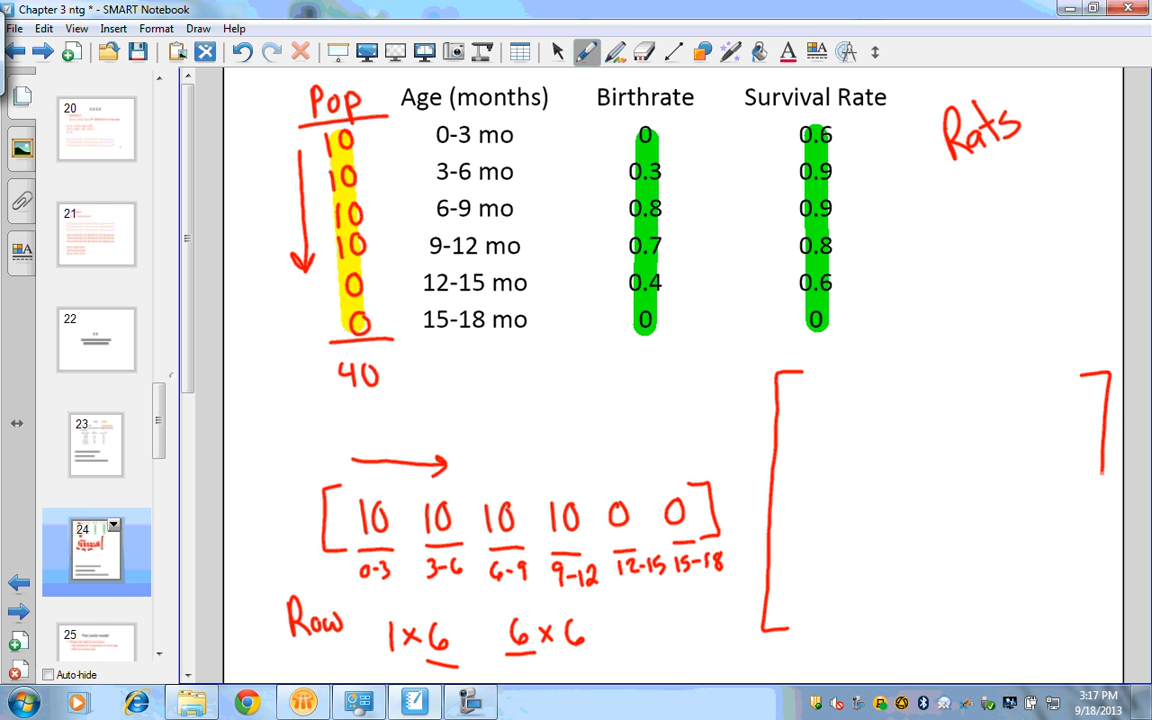 Chapter 3 ntg * - SMART Notebook
File Edit View Insert Format Draw Help
20
21
22
23
24
25
Auto-hide
Pop Age (months) Birthrate Survival Rate
10 0-3 mo 0 0.6
10 3-6 mo 0.3 0.9
10 6-9 mo 0.8 0.9
10 9-12 mo 0.7 0.8
0 12-15 mo 0.4 0.6
0 15-18 mo 0 0
40
Rats
[10 10 10 10 0 0]
0-3 3-6 6-9 9-12 12-15 15-18
Row 1×6 6×6
3:17 PM
9/18/2013